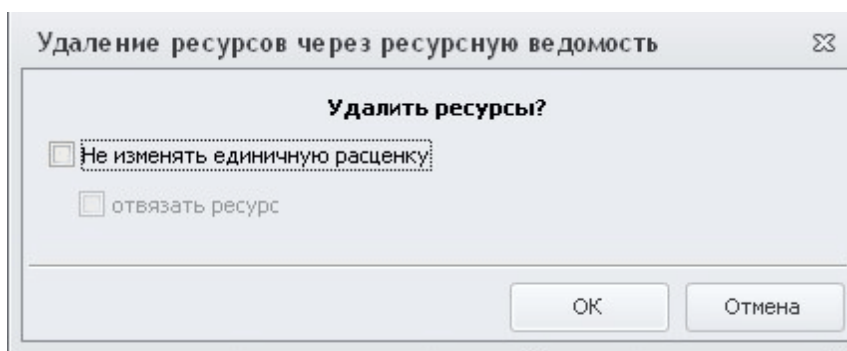 Удаление ресурсов через ресурсную ведомость
Удалить ресурсы?
Не изменять единичную расценку
отвязать ресурс
ОК
Отмена